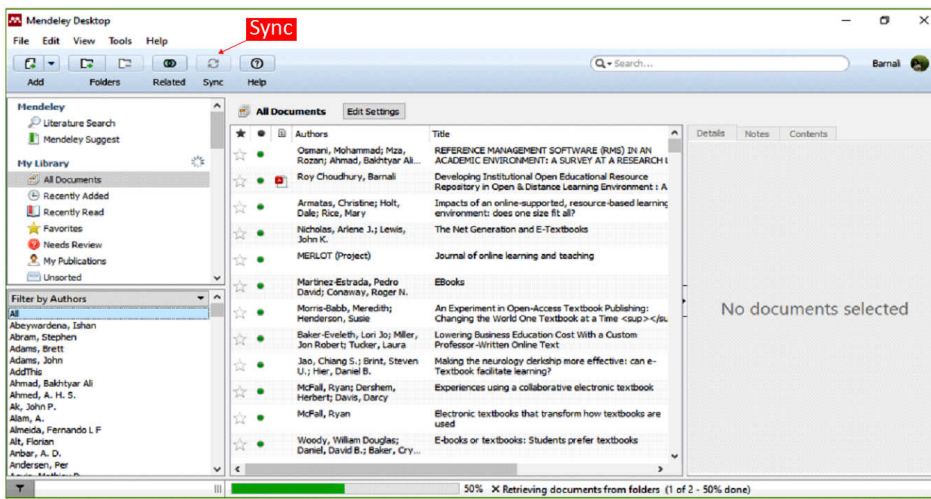 Mendeley Desktop
Sync
File Edit View Tools Help
Search...
Barnali
Add Folders Related Sync Help
Mendeley
Literature Search
Mendeley Suggest
My Library
All Documents
Recently Added
Recently Read
Favorites
Needs Review
My Publications
Unsorted
Filter by Authors
All
Abeywardena, Ishan
Abram, Stephen
Adams, Brett
Adams, John
AddThis
Ahmad, Bakhtyar Ali
Ahmed, A. H. S.
Ak, John P.
Alam, A.
Almeida, Fernando L F
Alt, Florian
Anbar, A. D.
Andersen, Per
All Documents Edit Settings
Authors Title
Osmani, Mohammad; Mza, REFERENCE MANAGEMENT SOFTWARE (RMS) IN AN
Rozan; Ahmad, Bakhtyar Ali... ACADEMIC ENVIRONMENT: A SURVEY AT A RESEARCH
Roy Choudhury, Barnali Developing Institutional Open Educational Resource
Repository in Open & Distance Learning Environment : A
Armatas, Christine; Holt, Impacts of an online-supported, resource-based learning
Dale; Rice, Mary environment: does one size fit all?
Nicholas, Arlene J.; Lewis, The Net Generation and E-Textbooks
John K.
MERLOT (Project) Journal of online learning and teaching
Martinez-Estrada, Pedro EBooks
David; Conaway, Roger N.
Morris-Babb, Meredith; An Experiment in Open-Access Textbook Publishing:
Henderson, Susie Changing the World One Textbook at a Time <sup></su
Baker-Eveleth, Lori Jo; Miller, Lowering Business Education Cost With a Custom
Jon Robert; Tucker, Laura Professor-Written Online Text
Jao, Chiang S.; Brint, Steven Making the neurology clerkship more effective: can e-
U.; Hier, Daniel B. Textbook facilitate learning?
McFall, Ryan; Dershem, Experiences using a collaborative electronic textbook
Herbert; Davis, Darcy
McFall, Ryan Electronic textbooks that transform how textbooks are
used
Woody, William Douglas; E-books or textbooks: Students prefer textbooks
Daniel, David B.; Baker, Cry...
Details Notes Contents
No documents selected
50% X Retrieving documents from folders (1 of 2 - 50% done)